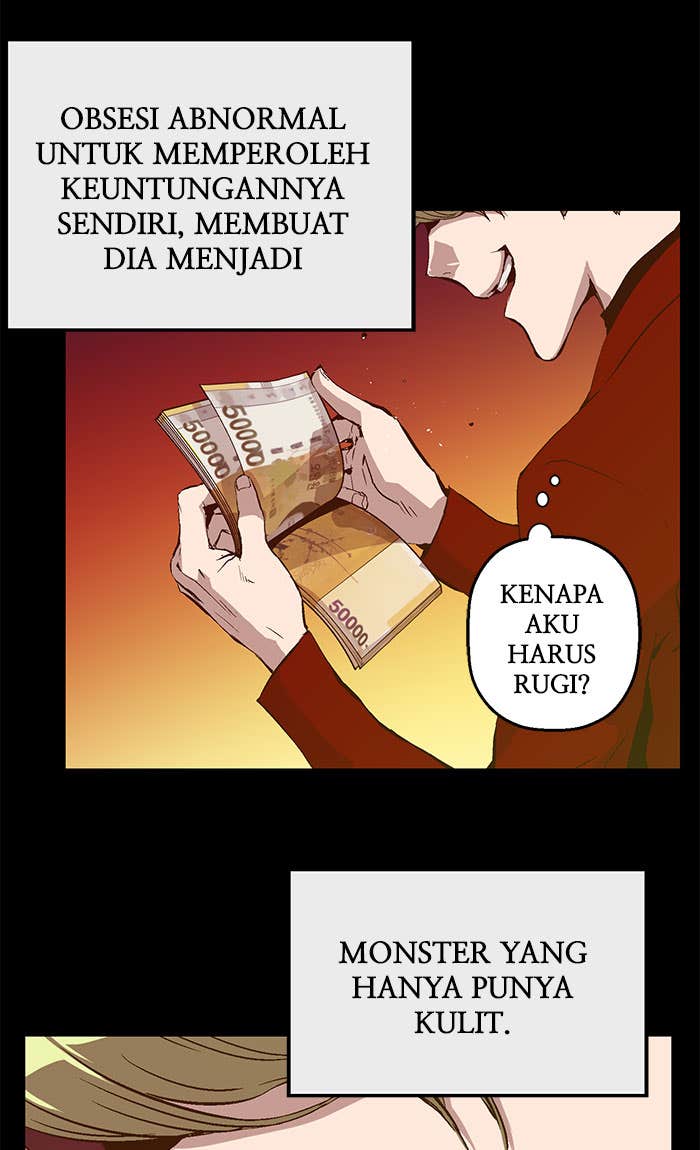 OBSESI ABNORMAL
UNTUK MEMPEROLEH
KEUNTUNGANNYA
SENDIRI, MEMBUAT
DIA MENJADI
50000
50000
50000
KENAPA
AKU
HARUS
RUGI?
MONSTER YANG
HANYA PUNYA
KULIT.